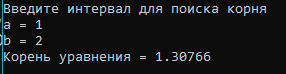 Введите интервал для поиска корня
a = 1
b = 2
Корень уравнения = 1.30766